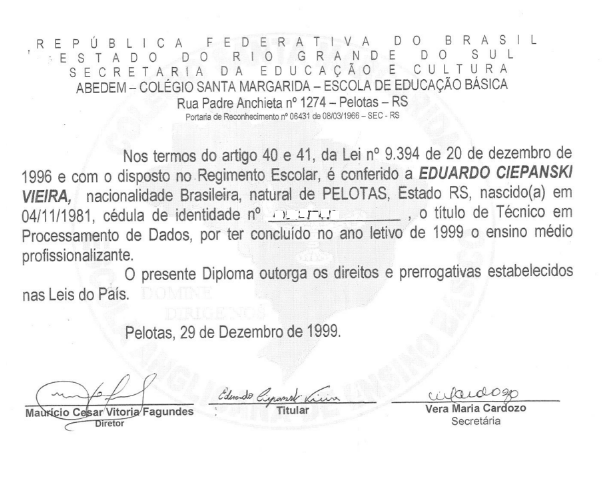 REPÚBLICA FEDERATIVA DO BRASIL
ESTADO DO RIO GRANDE DO SUL
SECRETARIA DA EDUCAÇÃO E CULTURA
ABEDEM – COLÉGIO SANTA MARGARIDA – ESCOLA DE EDUCAÇÃO BÁSICA
Rua Padre Anchieta nº 1274 – Pelotas – RS
Portaria de Reconhecimento nº 06431 de 08/03/1966 – SEC - RS
Nos termos do artigo 40 e 41, da Lei nº 9.394 de 20 de dezembro de
1996 e com o disposto no Regimento Escolar, é conferido a EDUARDO CIEPANSKI
VIEIRA, nacionalidade Brasileira, natural de PELOTAS, Estado RS, nascido(a) em
04/11/1981, cédula de identidade nº , o título de Técnico em
Processamento de Dados, por ter concluído no ano letivo de 1999 o ensino médio
profissionalizante.
O presente Diploma outorga os direitos e prerrogativas estabelecidos
nas Leis do País.
DOMINE
DIRIGE NOS
Pelotas, 29 de Dezembro de 1999.
Eduardo Ciepanski Vieira
Mauricio Cesar Vitoria Fagundes
Diretor
Titular
Vera Maria Cardozo
Secretária